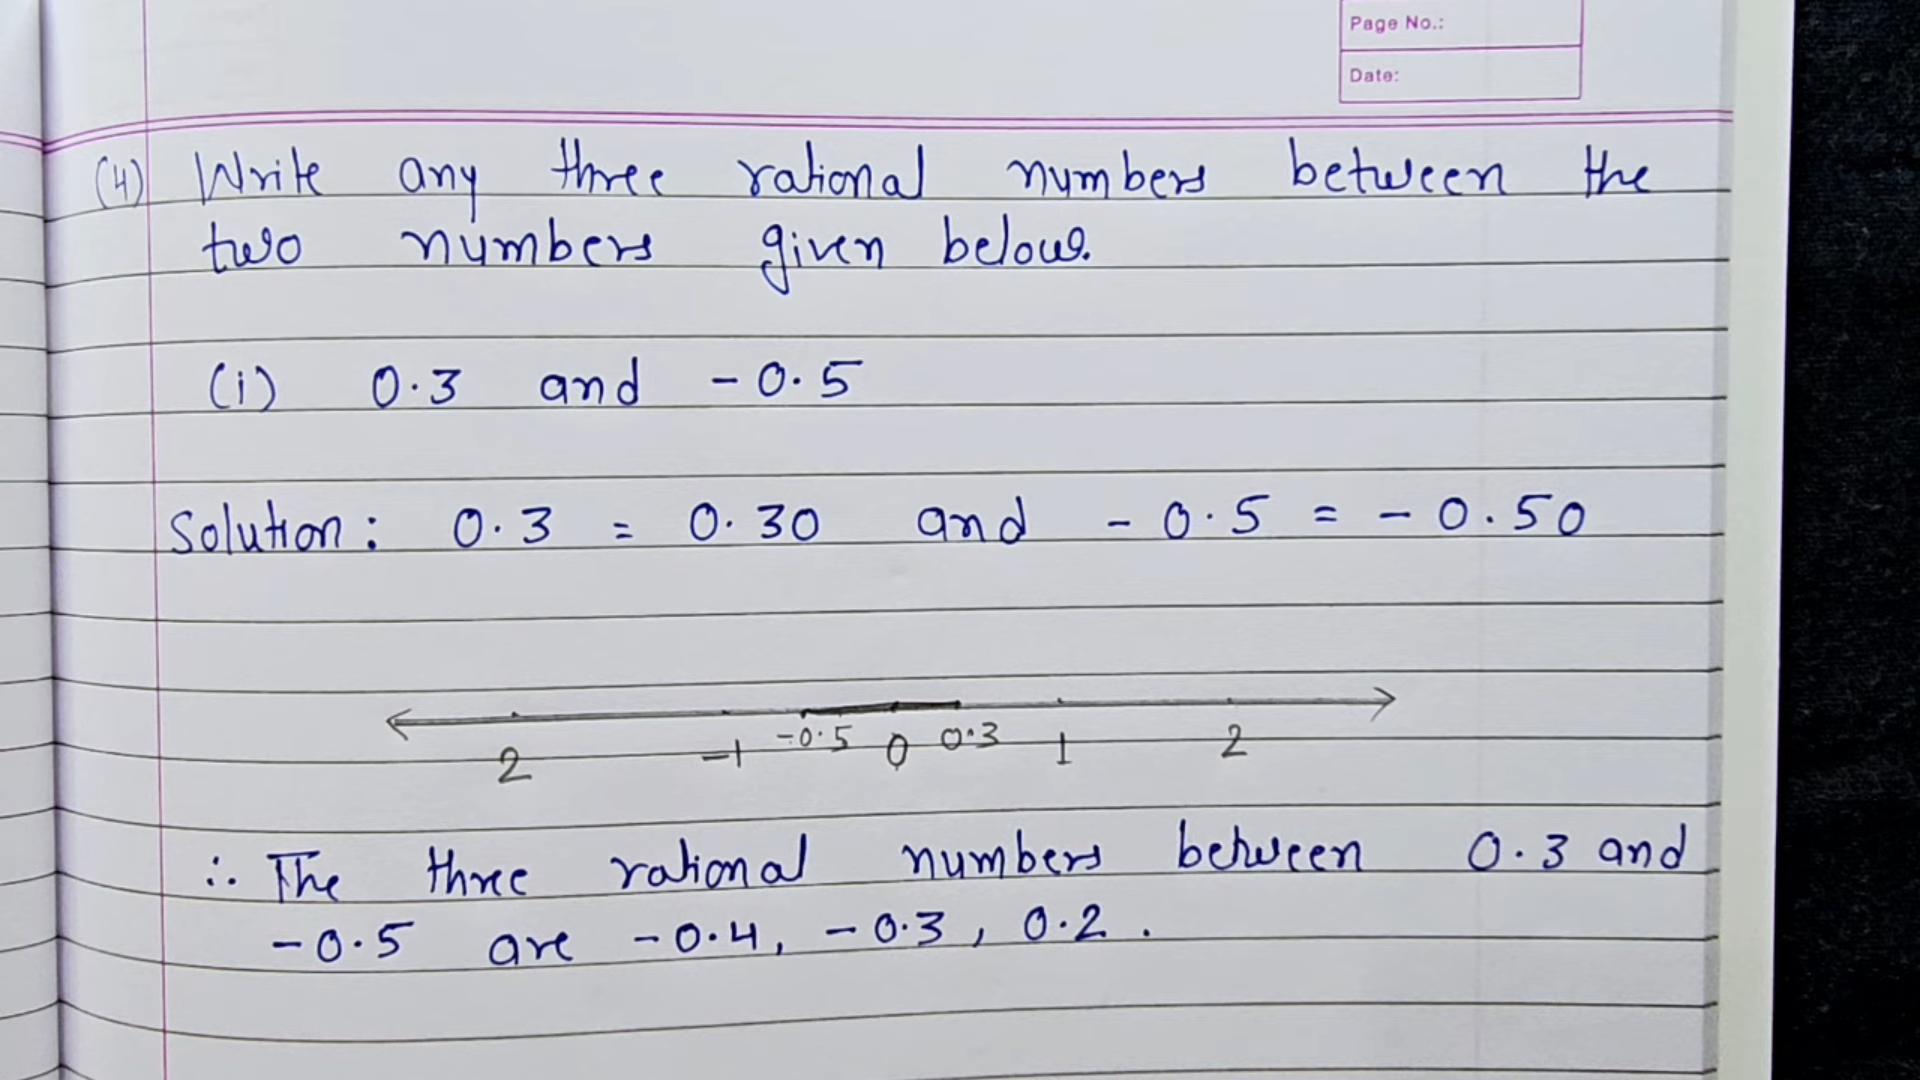 Page No.:
Date:
(4) Write any three rational numbers between the
two numbers given below.
(i) 0.3 and -0.5
Solution: 0.3 = 0.30 and -0.5 = -0.50
2 -1 -0.5 0 0.3 1 2
∴ The three rational numbers between 0.3 and
-0.5 are -0.4, -0.3, 0.2.